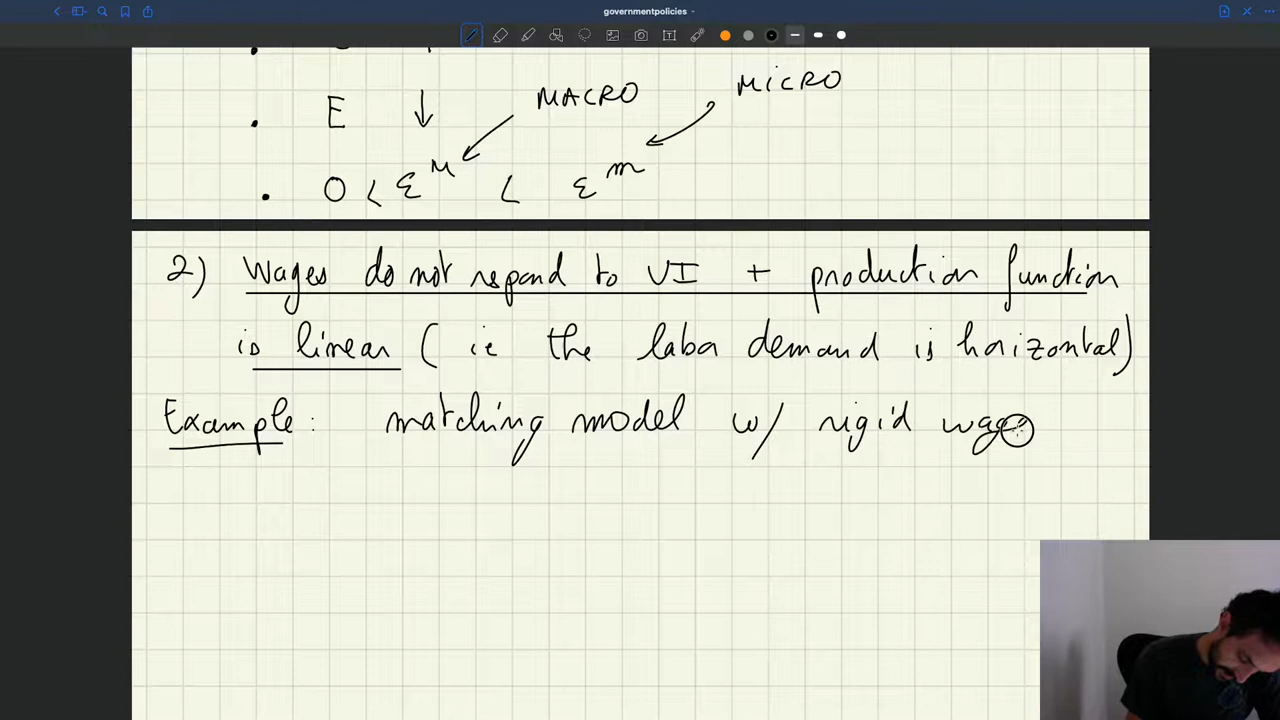 governmentpolicies
MACRO
MICRO
. E ↓
. 0 < ε^M < ε^m
2) Wages do not respond to UI + production function
is linear ( ie the labor demand is horizontal)
Example: matching model w/ rigid wage